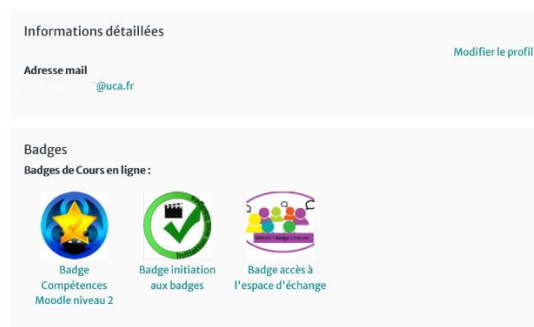 Informations détaillées
Modifier le profil
Adresse mail
@uca.fr
Badges
Badges de Cours en ligne :
Badge
Compétences
Moodle niveau 2
Badge initiation
aux badges
Badge accès à
l'espace d'échange